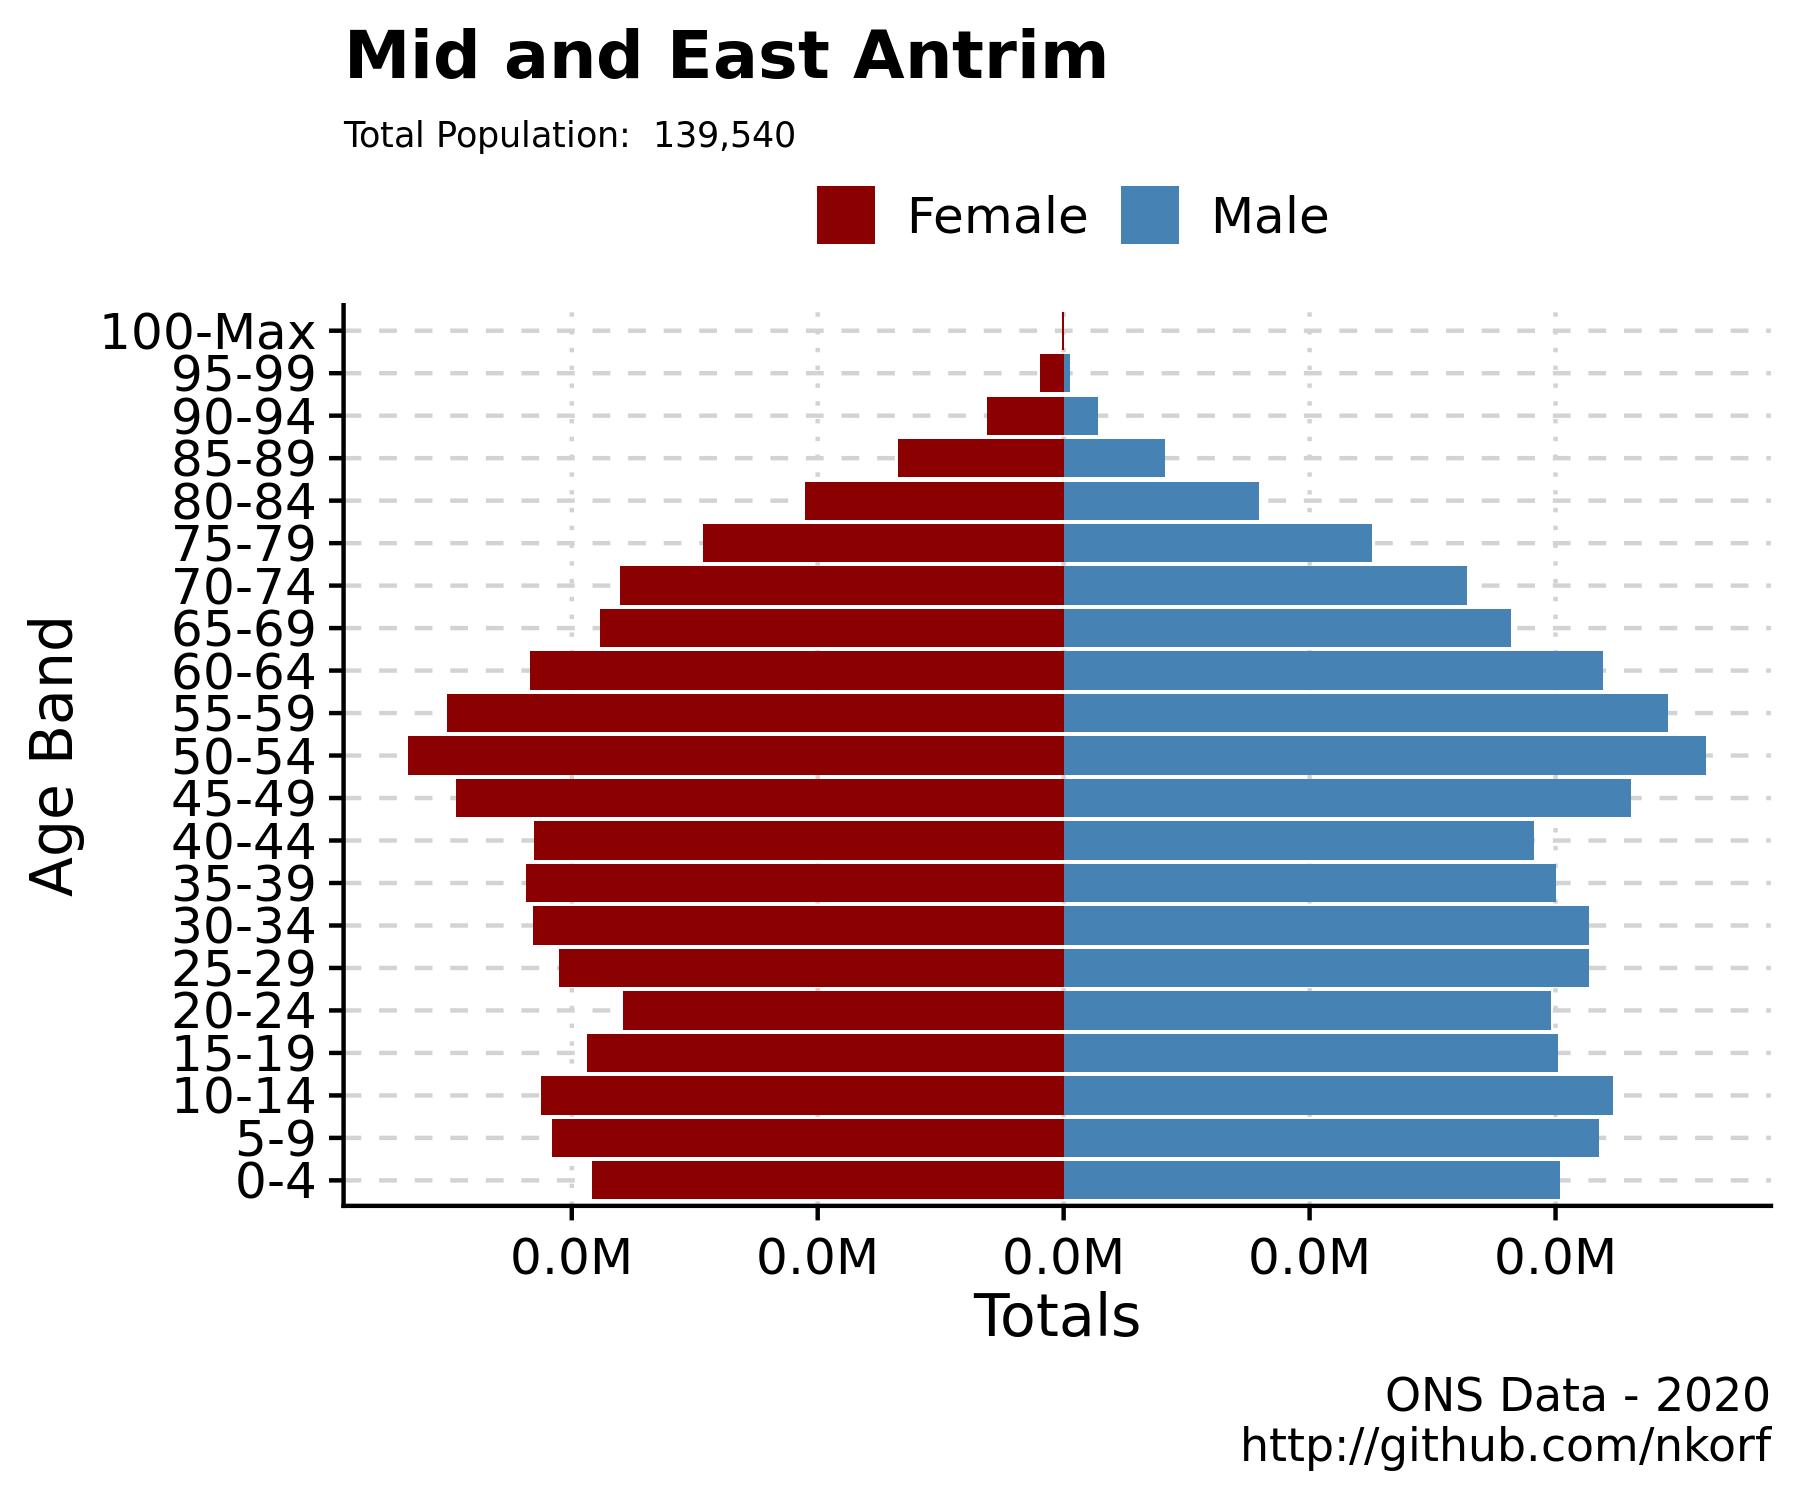 Mid and East Antrim
Total Population: 139,540
Female Male
100-Max
95-99
90-94
85-89
80-84
75-79
70-74
65-69
60-64
55-59
50-54
45-49
40-44
35-39
30-34
25-29
20-24
15-19
10-14
5-9
0-4
Age Band
0.0M 0.0M 0.0M 0.0M 0.0M
Totals
ONS Data - 2020
http://github.com/nkorf